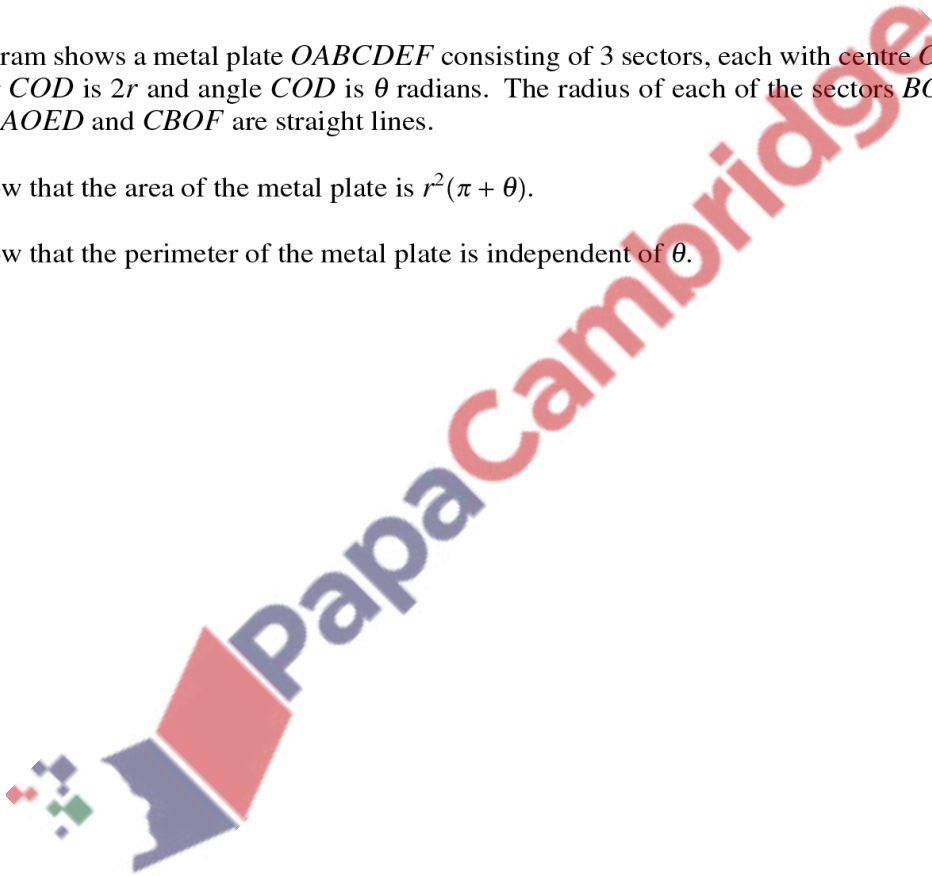 ram shows a metal plate OABCDEF consisting of 3 sectors, each with centre O
COD is 2r and angle COD is θ radians. The radius of each of the sectors BO
AOED and CBOF are straight lines.
w that the area of the metal plate is r²(π + θ).
w that the perimeter of the metal plate is independent of θ.
PapaCambridge